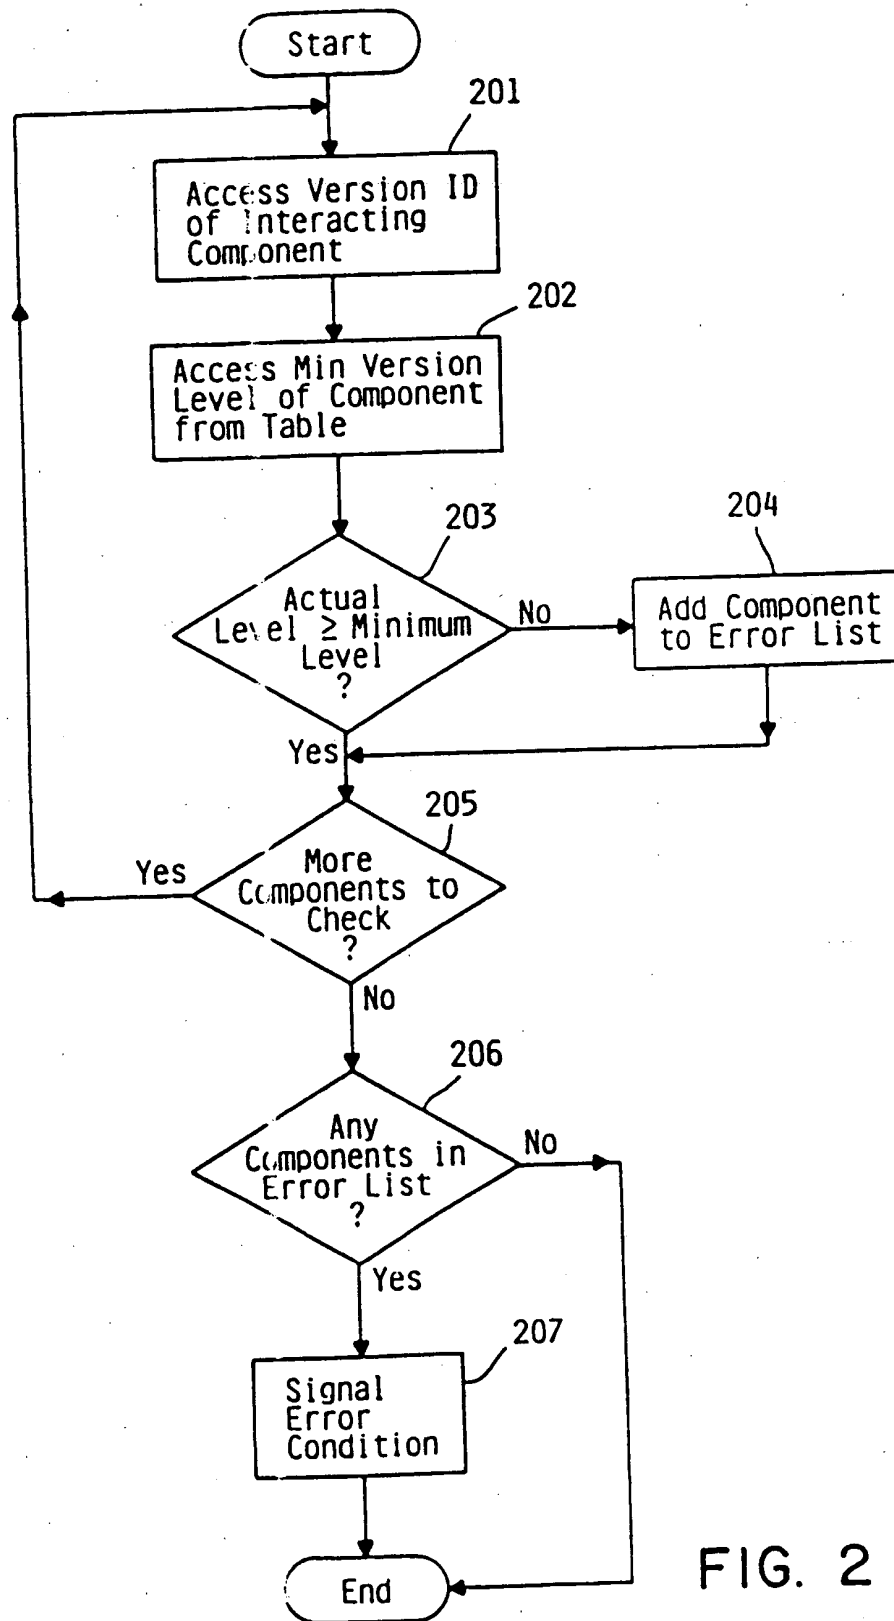 Start
201
Access Version ID
of Interacting
Component
202
Access Min Version
Level of Component
from Table
203
Actual
Level ≥ Minimum
Level
?
No
204
Add Component
to Error List
Yes
205
More
Components to
Check
?
Yes
No
206
Any
Components in
Error List
?
No
Yes
207
Signal
Error
Condition
End
FIG. 2